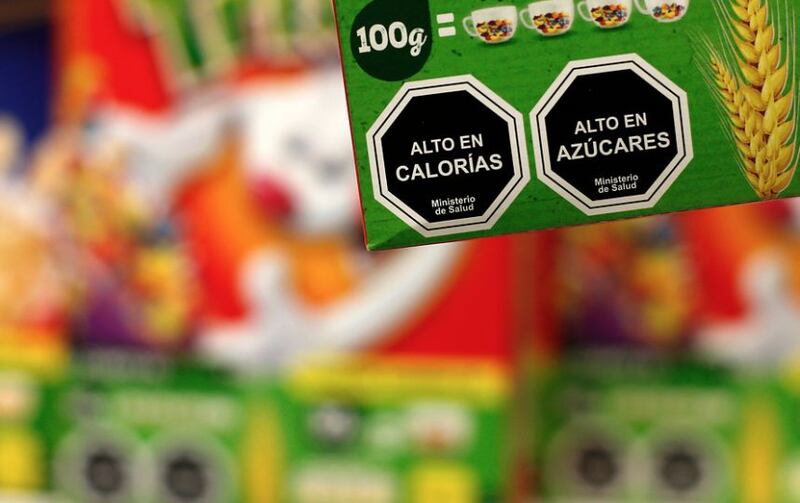 100g =
ALTO EN
CALORÍAS
Ministerio
de Salud
ALTO EN
AZÚCARES
Ministerio
de Salud